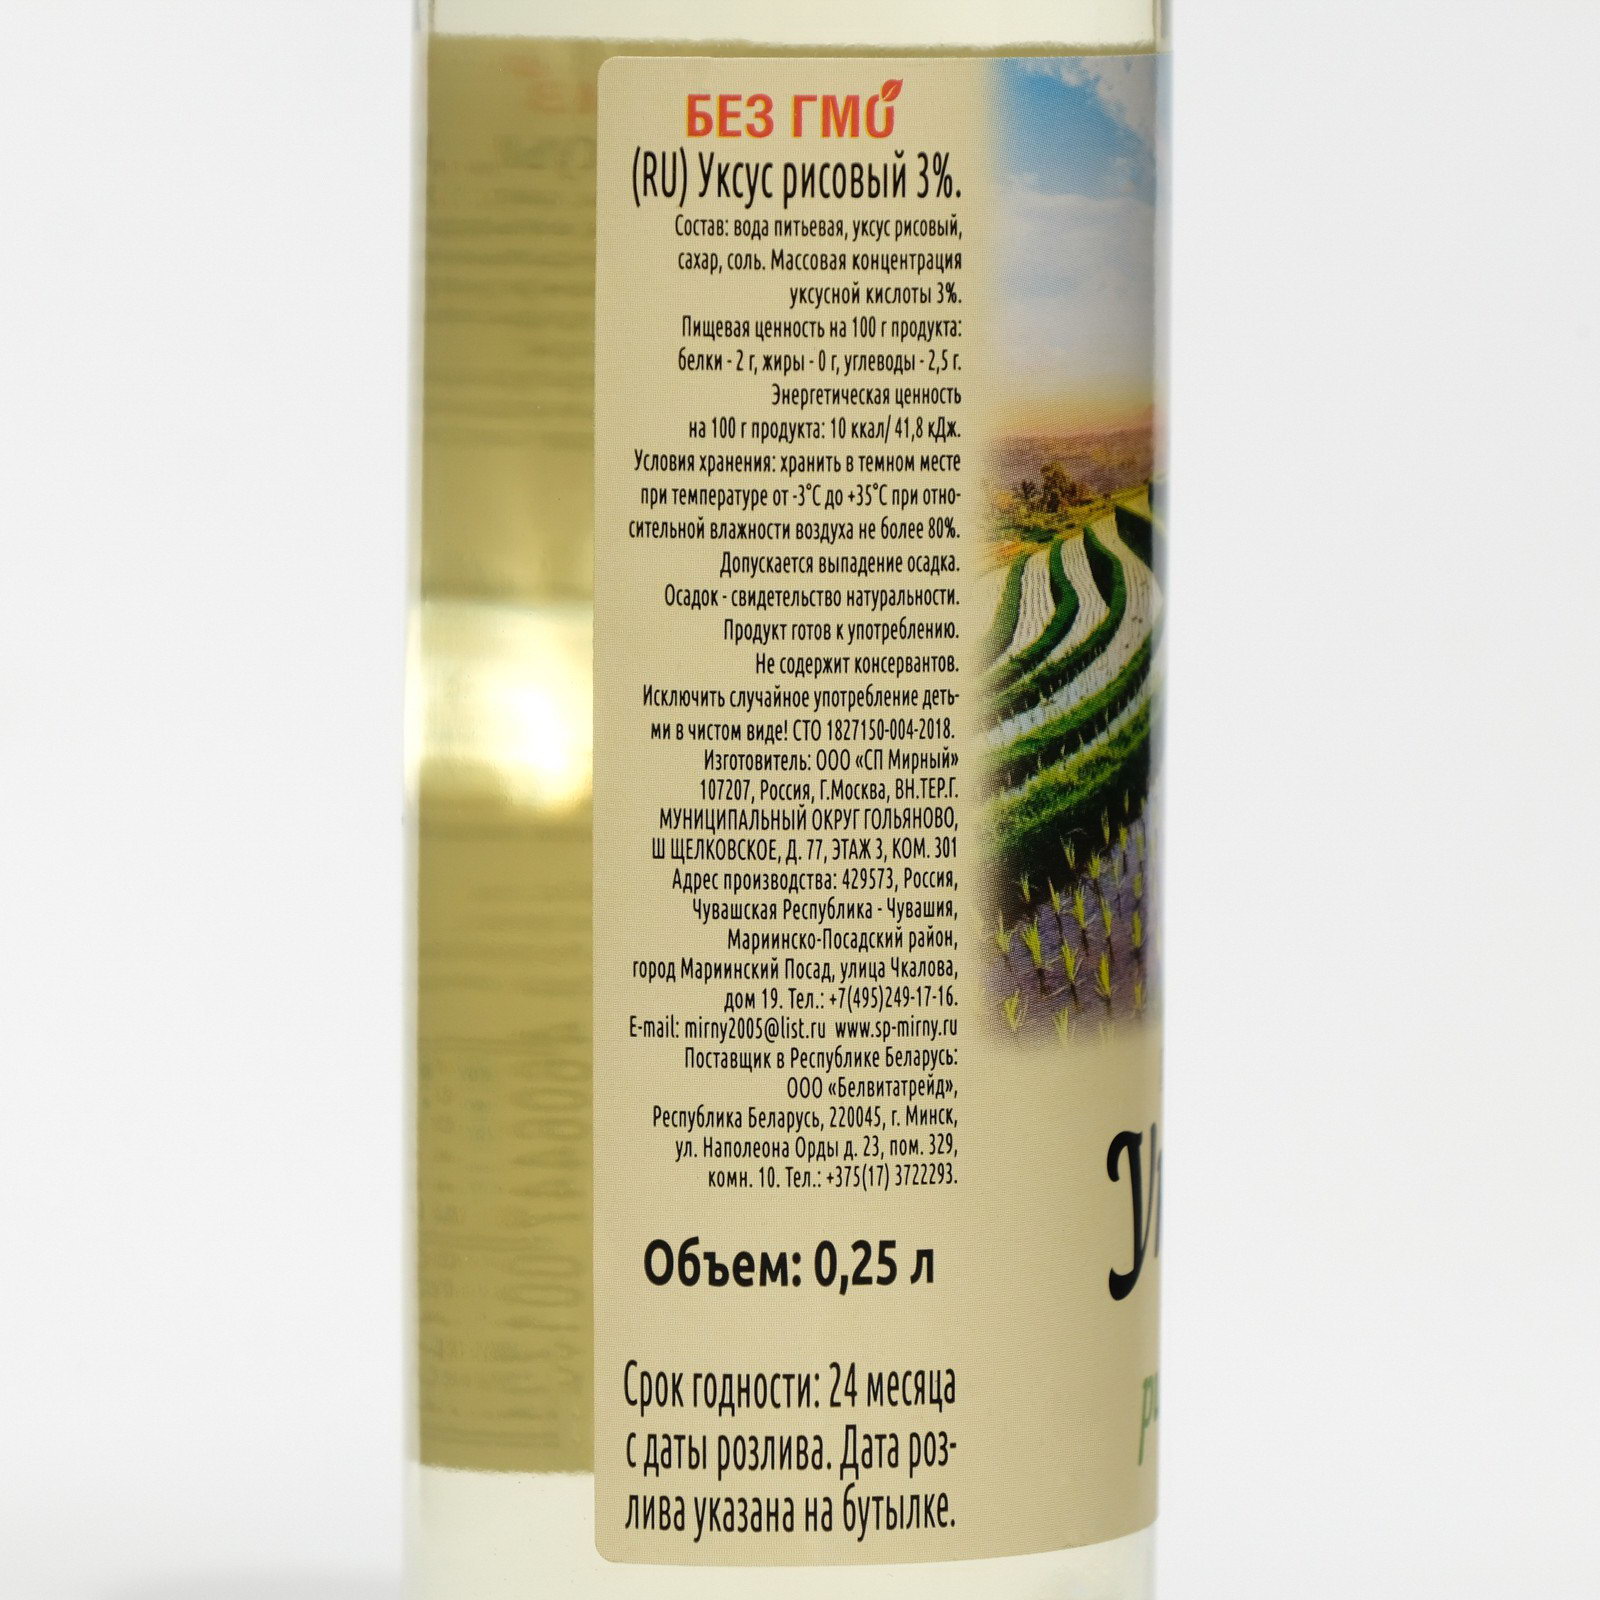 БЕЗ ГМО
(RU) Уксус рисовый 3%.
Состав: вода питьевая, уксус рисовый,
сахар, соль. Массовая концентрация
уксусной кислоты 3%.
Пищевая ценность на 100 г продукта:
белки - 2 г, жиры - 0 г, углеводы - 2,5 г.
Энергетическая ценность
на 100 г продукта: 10 ккал/ 41,8 кДж.
Условия хранения: хранить в темном месте
при температуре от -3°С до +35°С при отно-
сительной влажности воздуха не более 80%.
Допускается выпадение осадка.
Осадок - свидетельство натуральности.
Продукт готов к употреблению.
Не содержит консервантов.
Исключить случайное употребление деть-
ми в чистом виде! СТО 1827150-004-2018.
Изготовитель: ООО «СП Мирный»
107207, Россия, Г.Москва, ВН.ТЕР.Г.
МУНИЦИПАЛЬНЫЙ ОКРУГ ГОЛЬЯНОВО,
Ш ЩЕЛКОВСКОЕ, Д. 77, ЭТАЖ 3, КОМ. 301
Адрес производства: 429573, Россия,
Чувашская Республика - Чувашия,
Мариинско-Посадский район,
город Мариинский Посад, улица Чкалова,
дом 19. Тел.: +7(495)249-17-16.
E-mail: mirny2005@list.ru www.sp-mirny.ru
Поставщик в Республике Беларусь:
ООО «Белвитатрейд»,
Республика Беларусь, 220045, г. Минск,
ул. Наполеона Орды д. 23, пом. 329,
комн. 10. Тел.: +375(17) 3722293.
Объем: 0,25 л
Срок годности: 24 месяца
с даты розлива. Дата роз-
лива указана на бутылке.